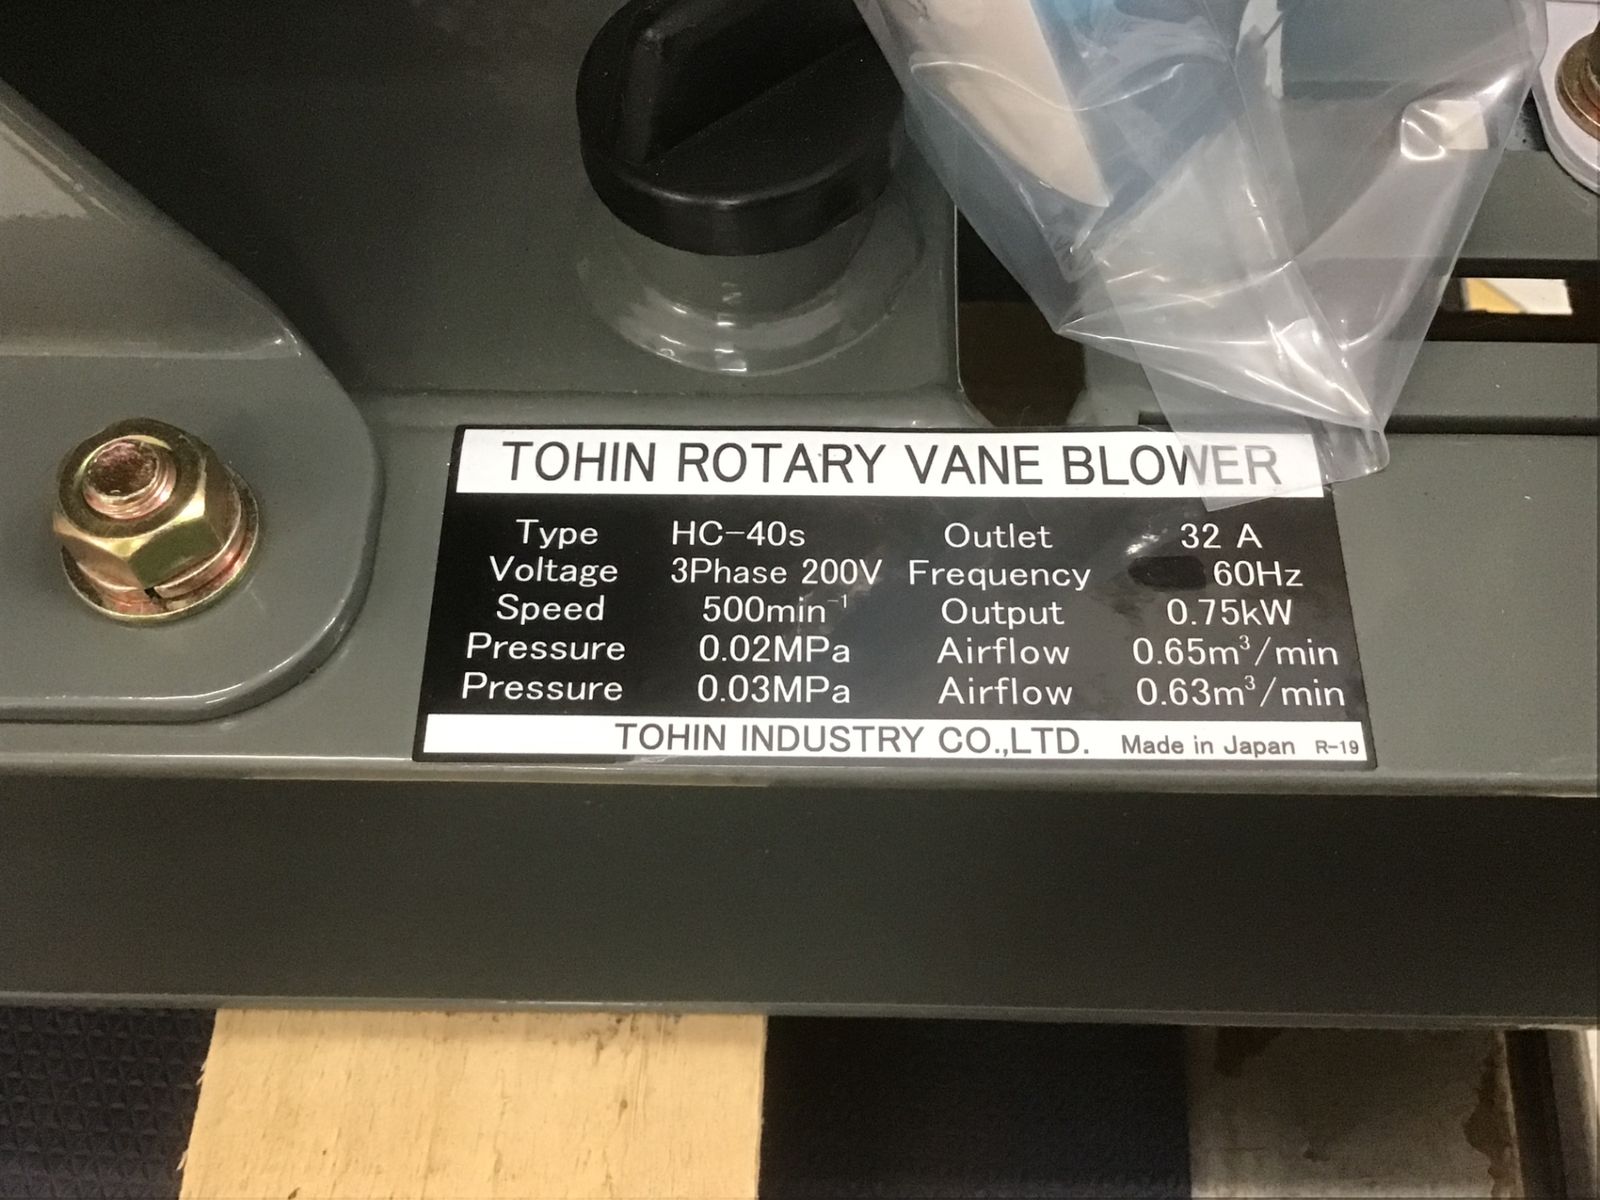 TOHIN ROTARY VANE BLOWER
Type HC-40s Outlet 32 A
Voltage 3Phase 200V Frequency 60Hz
Speed 500min⁻¹ Output 0.75kW
Pressure 0.02MPa Airflow 0.65m³/min
Pressure 0.03MPa Airflow 0.63m³/min
TOHIN INDUSTRY CO.,LTD. Made in Japan R-19